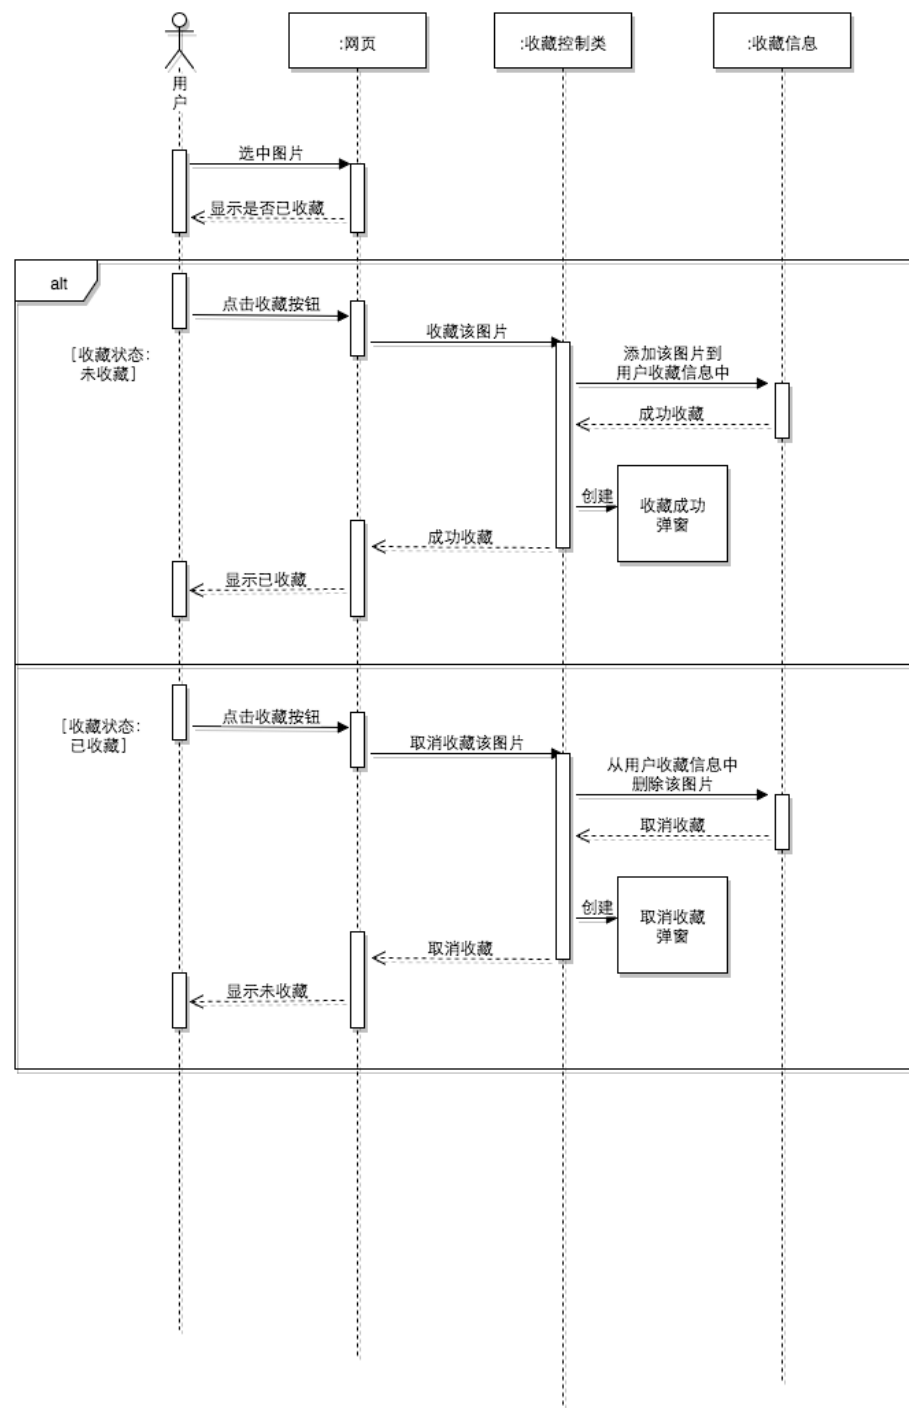 用
户
:网页
:收藏控制类
:收藏信息
选中图片
显示是否已收藏
alt
点击收藏按钮
收藏该图片
[收藏状态:
未收藏]
添加该图片到
用户收藏信息中
成功收藏
创建
收藏成功
弹窗
成功收藏
显示已收藏
[收藏状态:
已收藏]
点击收藏按钮
取消收藏该图片
从用户收藏信息中
删除该图片
取消收藏
创建
取消收藏
弹窗
取消收藏
显示未收藏